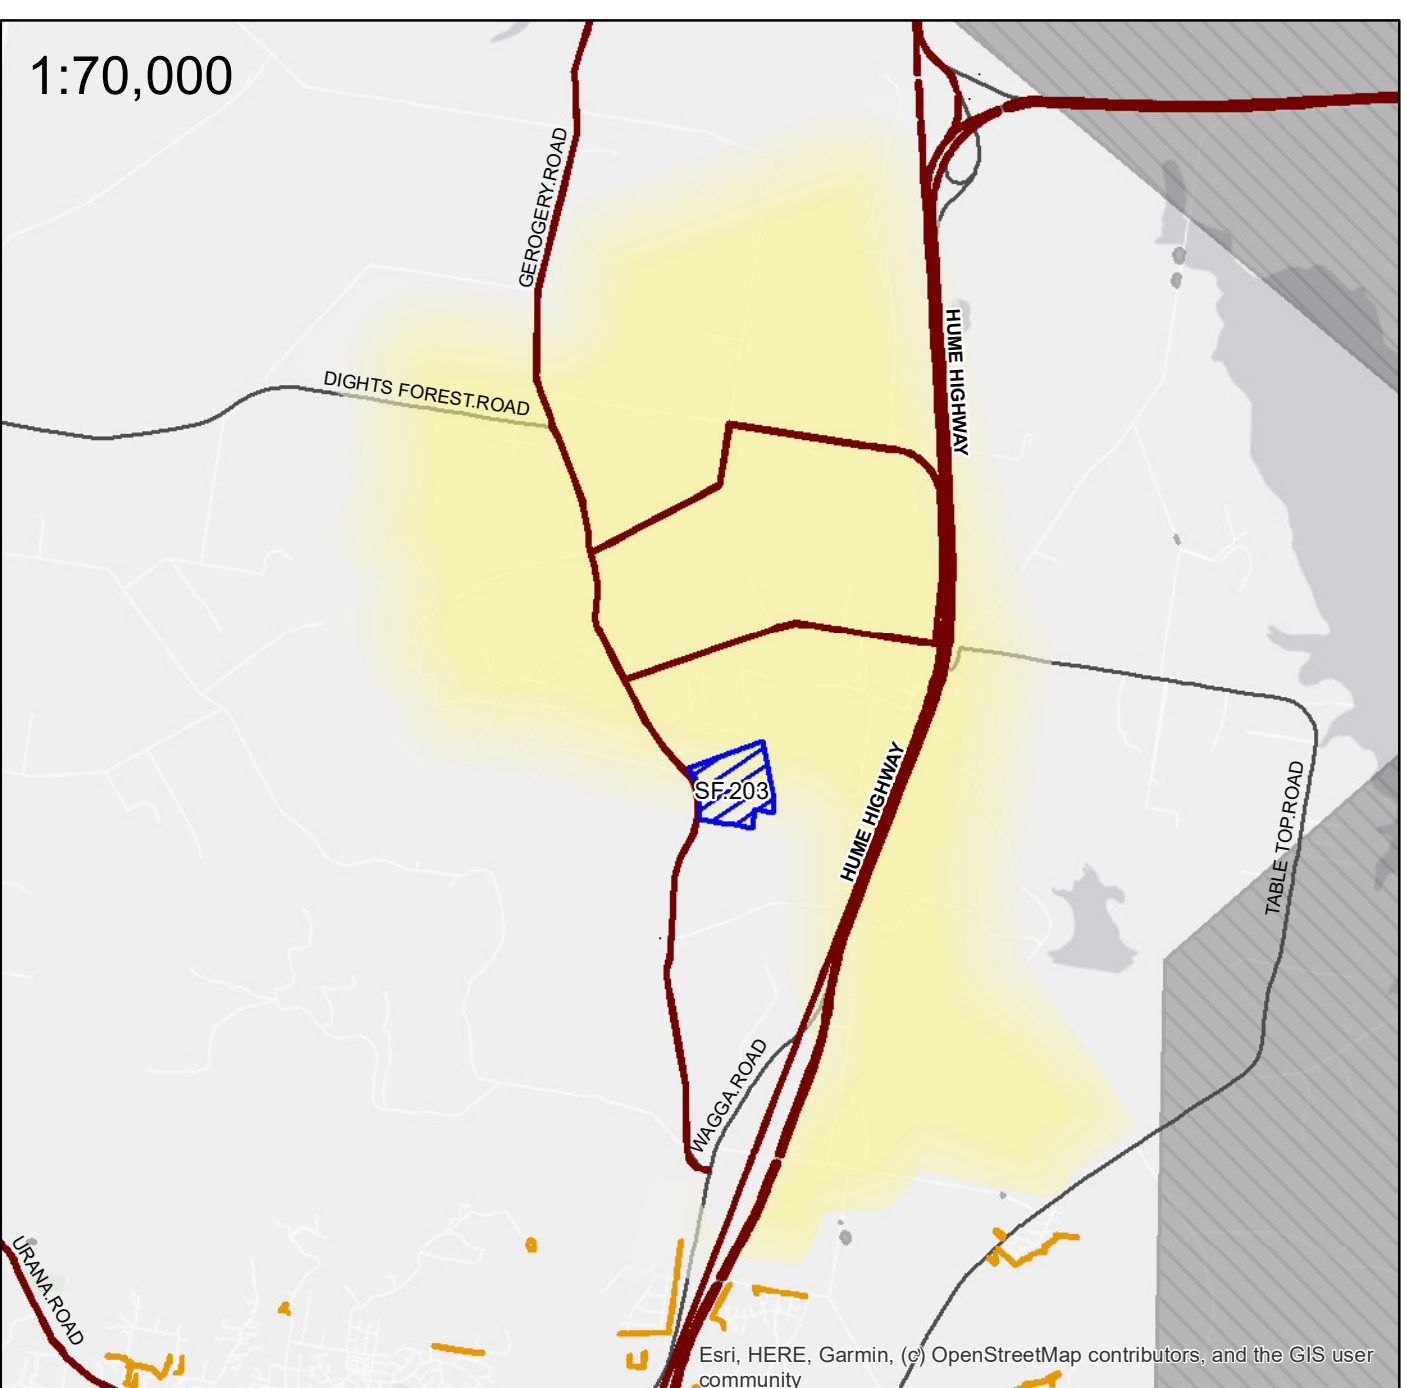 1:70,000
GEROGERY.ROAD
HUME HIGHWAY
DIGHTS FOREST.ROAD
SF.203
HUME HIGHWAY
TABLE TOP.ROAD
WAGGA.ROAD
URANA.ROAD
Esri, HERE, Garmin, (c) OpenStreetMap contributors, and the GIS user
community